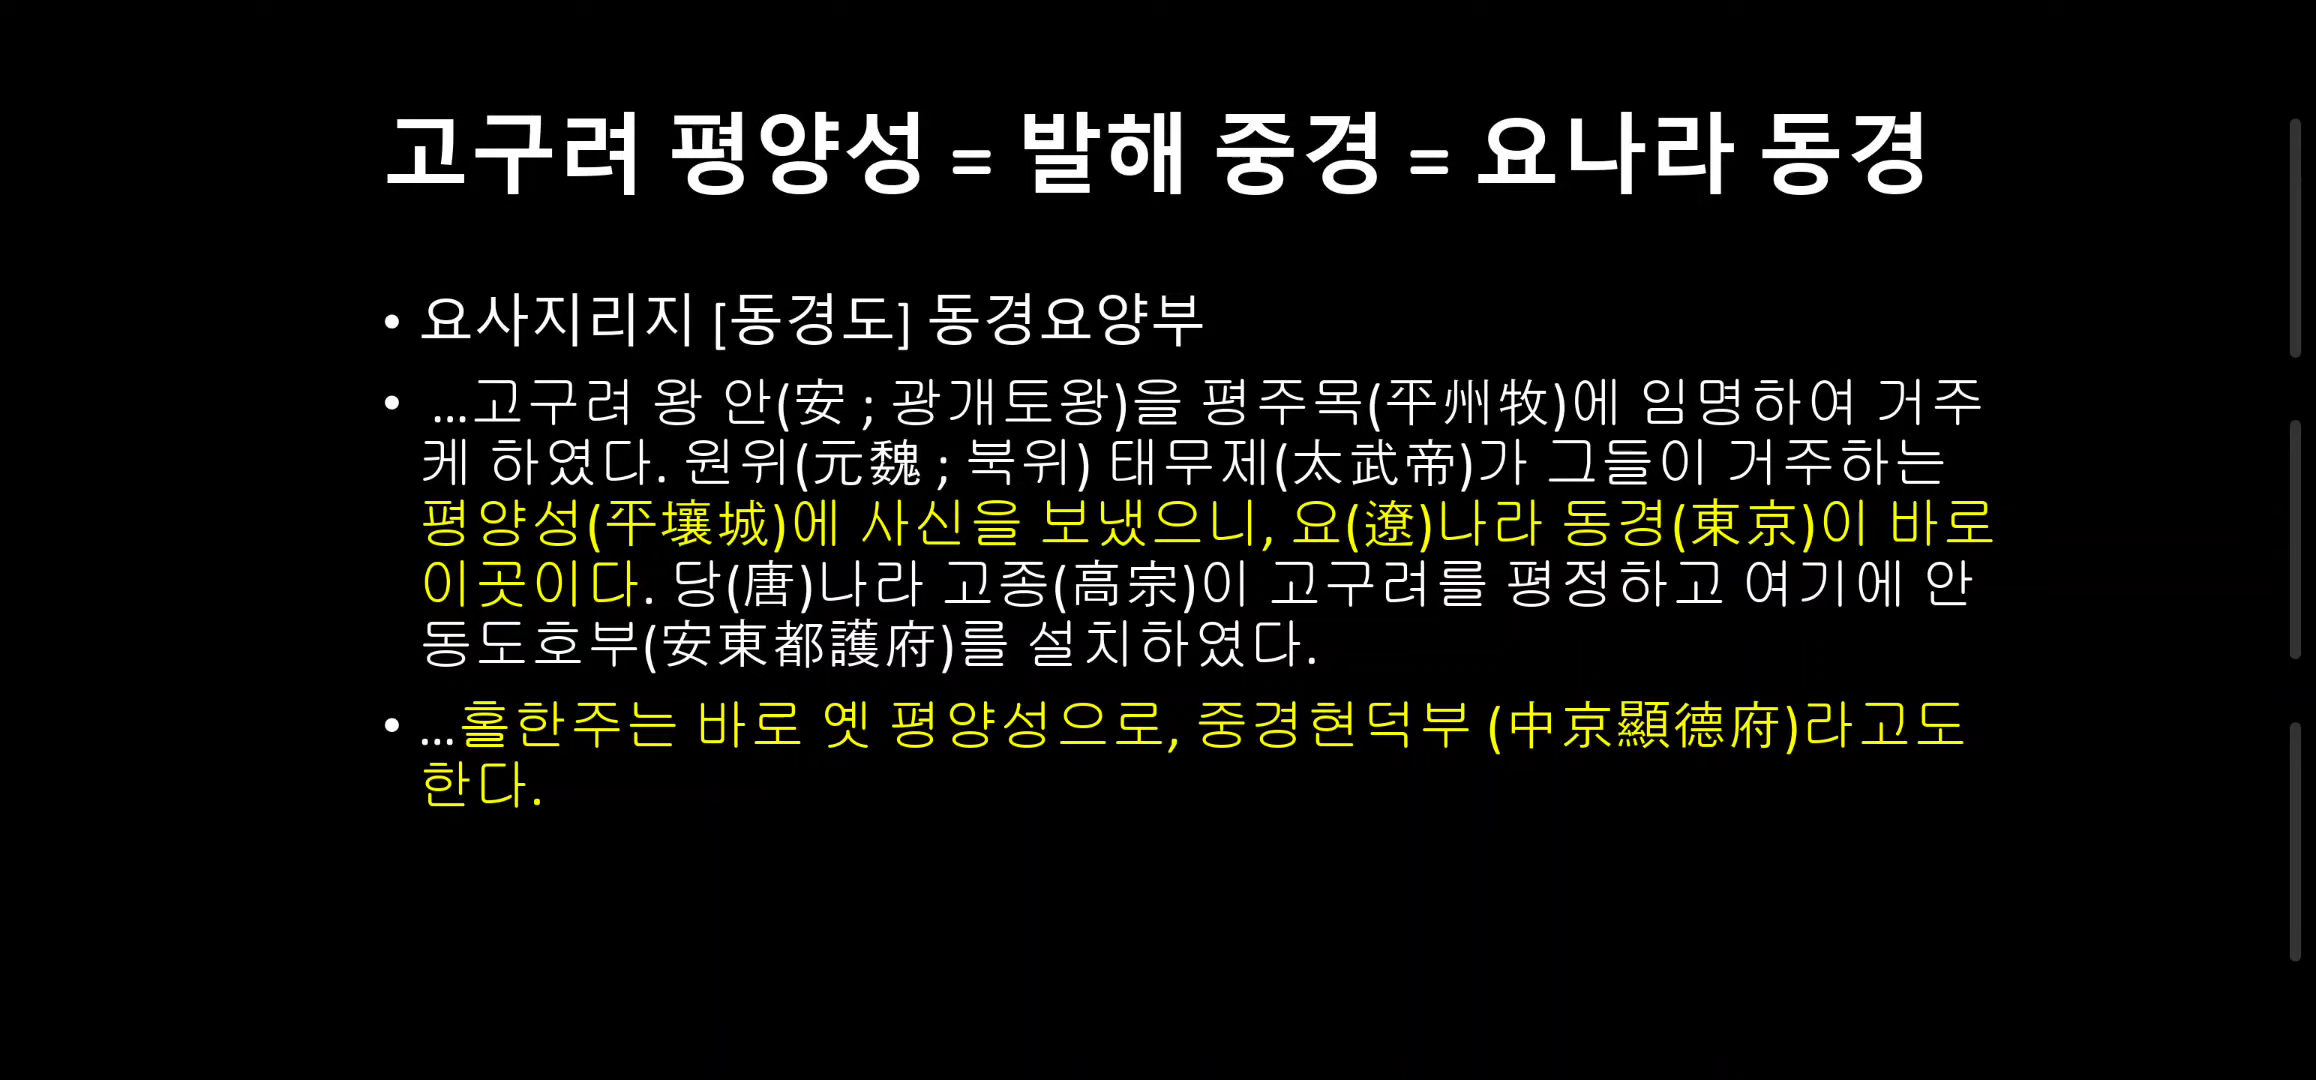 고구려 평양성 = 발해 중경 = 요나라 동경
• 요사지리지 [동경도] 동경요양부
• ...고구려 왕 안(安 ; 광개토왕)을 평주목(平州牧)에 임명하여 거주
케 하였다. 원위(元魏 ; 북위) 태무제(太武帝)가 그들이 거주하는
평양성(平壤城)에 사신을 보냈으니, 요(遼)나라 동경(東京)이 바로
이곳이다. 당(唐)나라 고종(高宗)이 고구려를 평정하고 여기에 안
동도호부(安東都護府)를 설치하였다.
• ...홀한주는 바로 옛 평양성으로, 중경현덕부 (中京顯德府)라고도
한다.